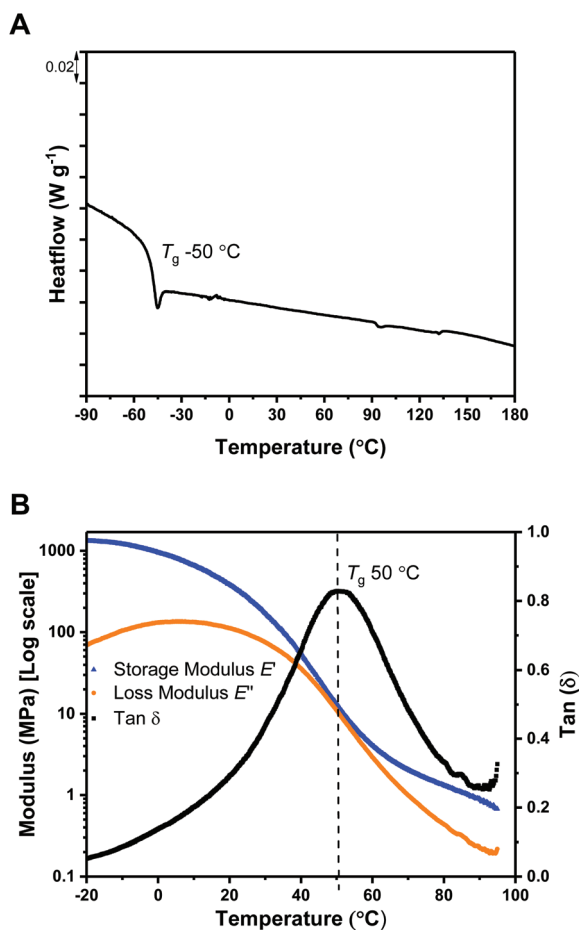 A
0.02
Heatflow (W g-1)
Tg -50 °C
-90 -60 -30 0 30 60 90 120 150 180
Temperature (°C)
B
1000
100
10
1
0.1
Modulus (MPa) [Log scale]
Tg 50 °C
Storage Modulus E'
Loss Modulus E"
Tan δ
1.0
0.8
0.6
0.4
0.2
0.0
Tan (δ)
-20 0 20 40 60 80 100
Temperature (°C)